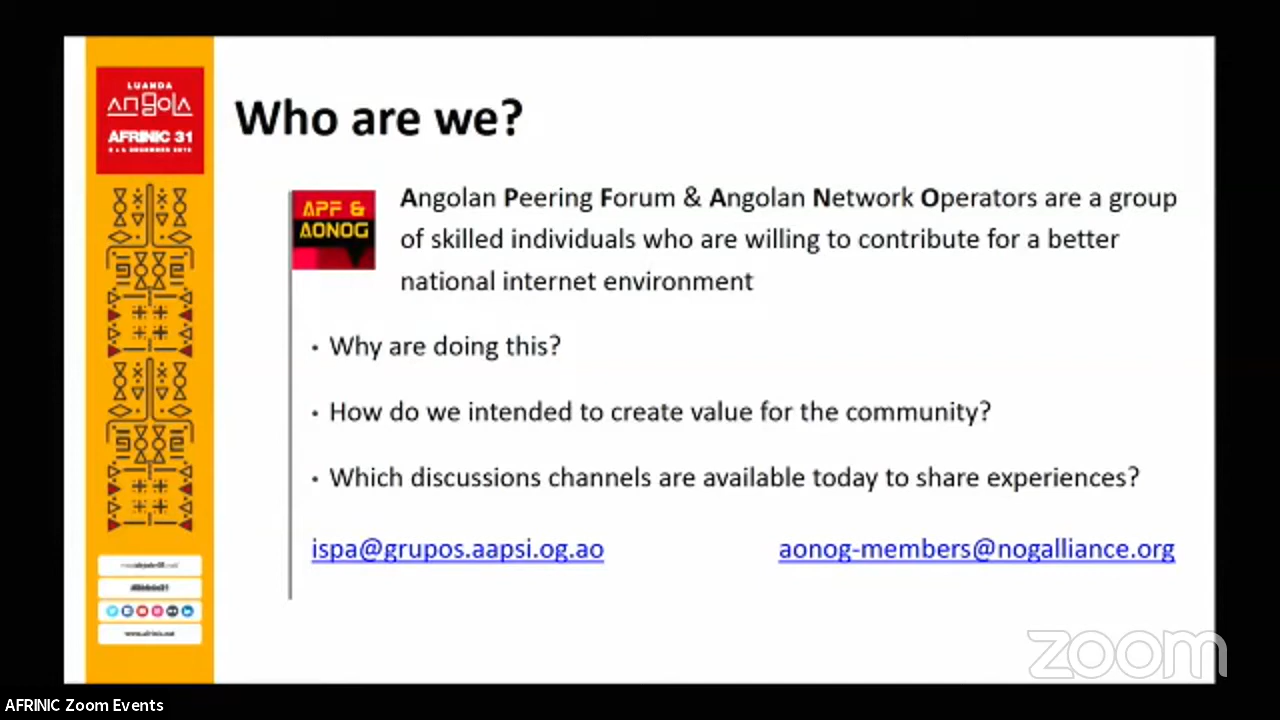 LUANDA
angola
AFRINIC 31
Who are we?
APF &
AONOG
Angolan Peering Forum & Angolan Network Operators are a group
of skilled individuals who are willing to contribute for a better
national internet environment
• Why are doing this?
• How do we intended to create value for the community?
• Which discussions channels are available today to share experiences?
ispa@grupos.aapsi.og.ao
aonog-members@nogalliance.org
www.afrinic.net
zoom
AFRINIC Zoom Events